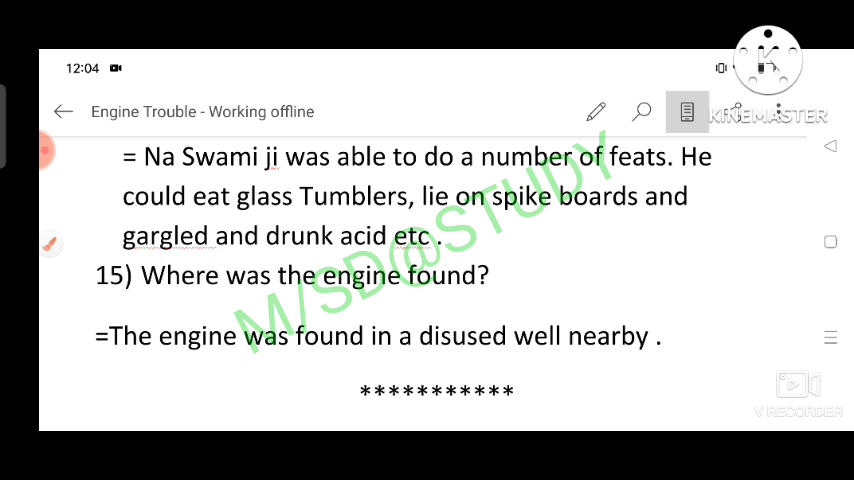 12:04
KINEMASTER
Engine Trouble - Working offline
= Na Swami ji was able to do a number of feats. He
could eat glass Tumblers, lie on spike boards and
gargled and drunk acid etc .
15) Where was the engine found?
=The engine was found in a disused well nearby .
***********
M/SD@STUDY
V RECORDER